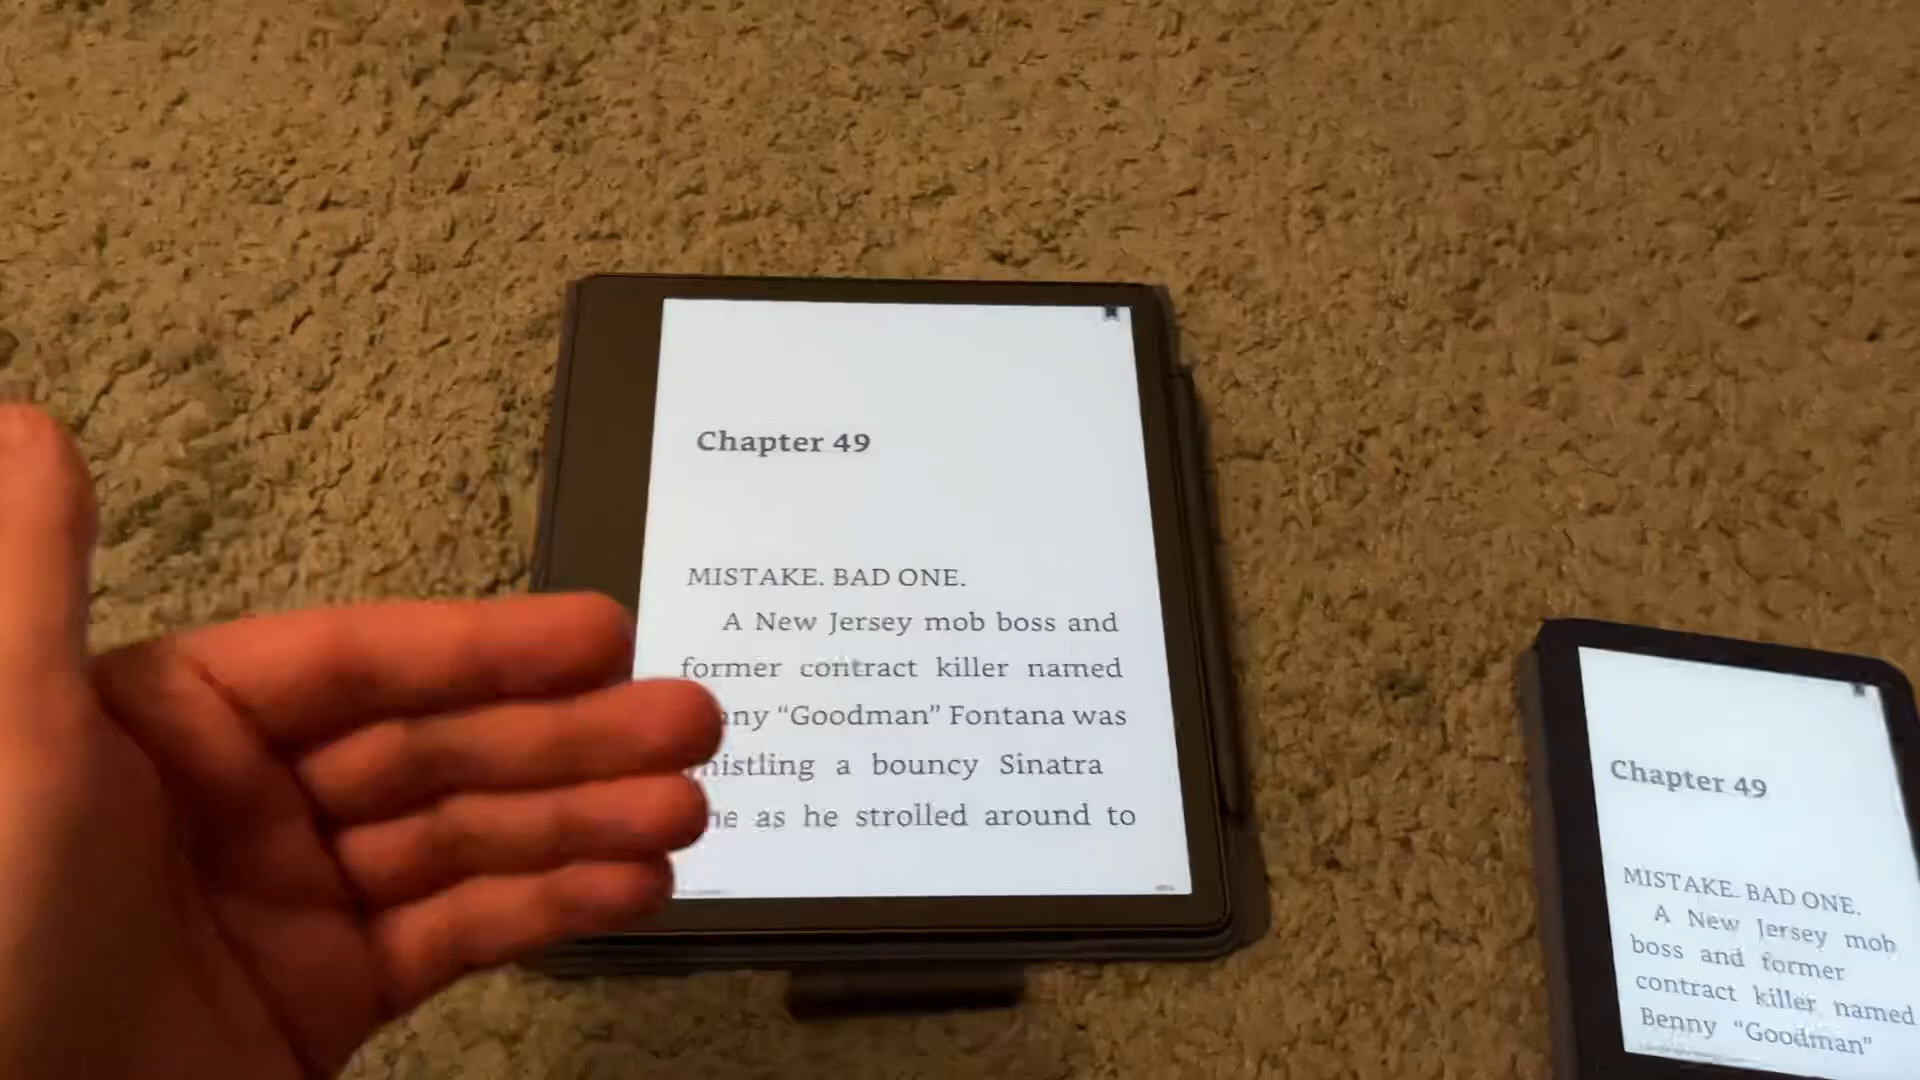 Chapter 49
MISTAKE. BAD ONE.
A New Jersey mob boss and
former contract killer named
“Goodman” Fontana was
a bouncy Sinatra
as he strolled around to
Chapter 49
MISTAKE. BAD ONE.
A New Jersey mob
boss and former
contract killer named
Benny “Goodman”